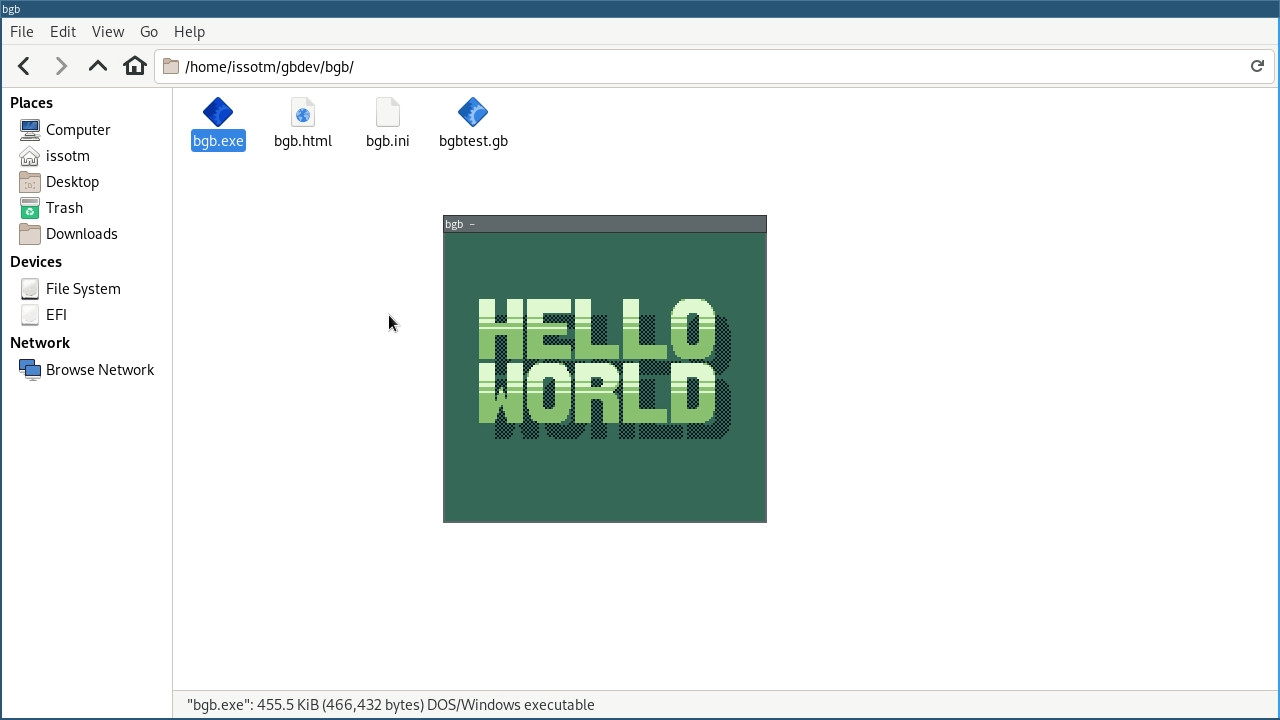 bgb
File Edit View Go Help
/home/issotm/gbdev/bgb/
Places
Computer
issotm
Desktop
Trash
Downloads
Devices
File System
EFI
Network
Browse Network
bgb.exe bgb.html bgb.ini bgbtest.gb
bgb -
HELLO
WORLD
"bgb.exe": 455.5 KiB (466,432 bytes) DOS/Windows executable